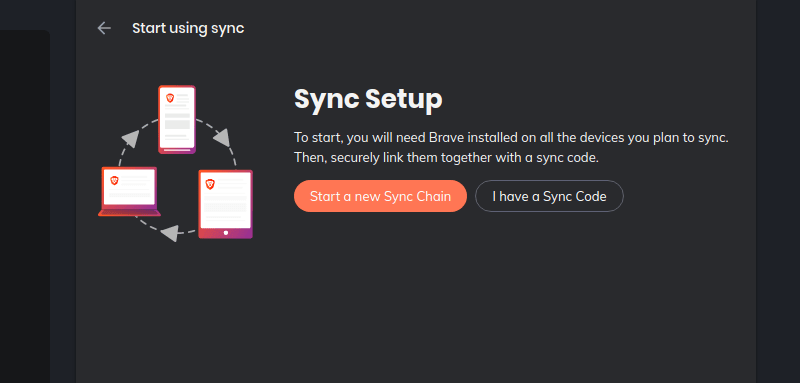 Start using sync
Sync Setup
To start, you will need Brave installed on all the devices you plan to sync.
Then, securely link them together with a sync code.
Start a new Sync Chain
I have a Sync Code